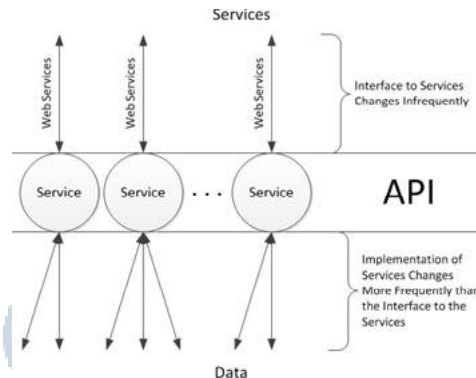 Services
Web Services
Web Services
Web Services
Interface to Services
Changes Infrequently
Service
Service
. . .
Service
API
Implementation of
Services Changes
More Frequently than
the Interface to the
Services
Data